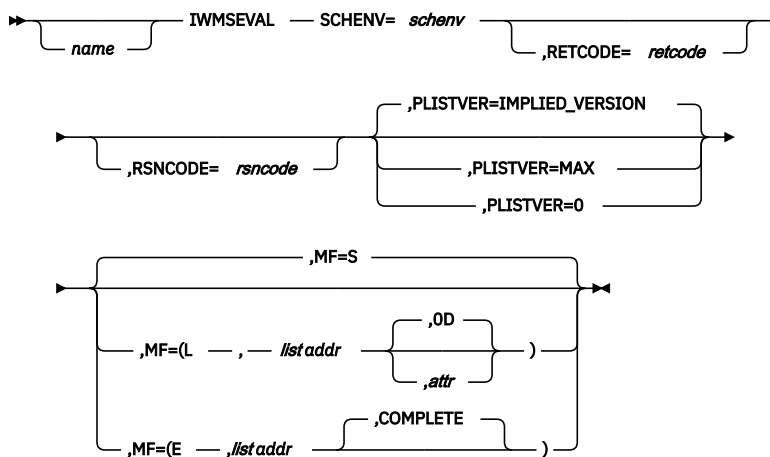 IWMSEVAL SCHENV= schenv
name
,RETCODE= retcode
,PLISTVER=IMPLIED_VERSION
,RSNCODE= rsncode
,PLISTVER=MAX
,PLISTVER=0
,MF=S
,0D
,MF=(L , list addr )
,attr
,COMPLETE
,MF=(E ,list addr )